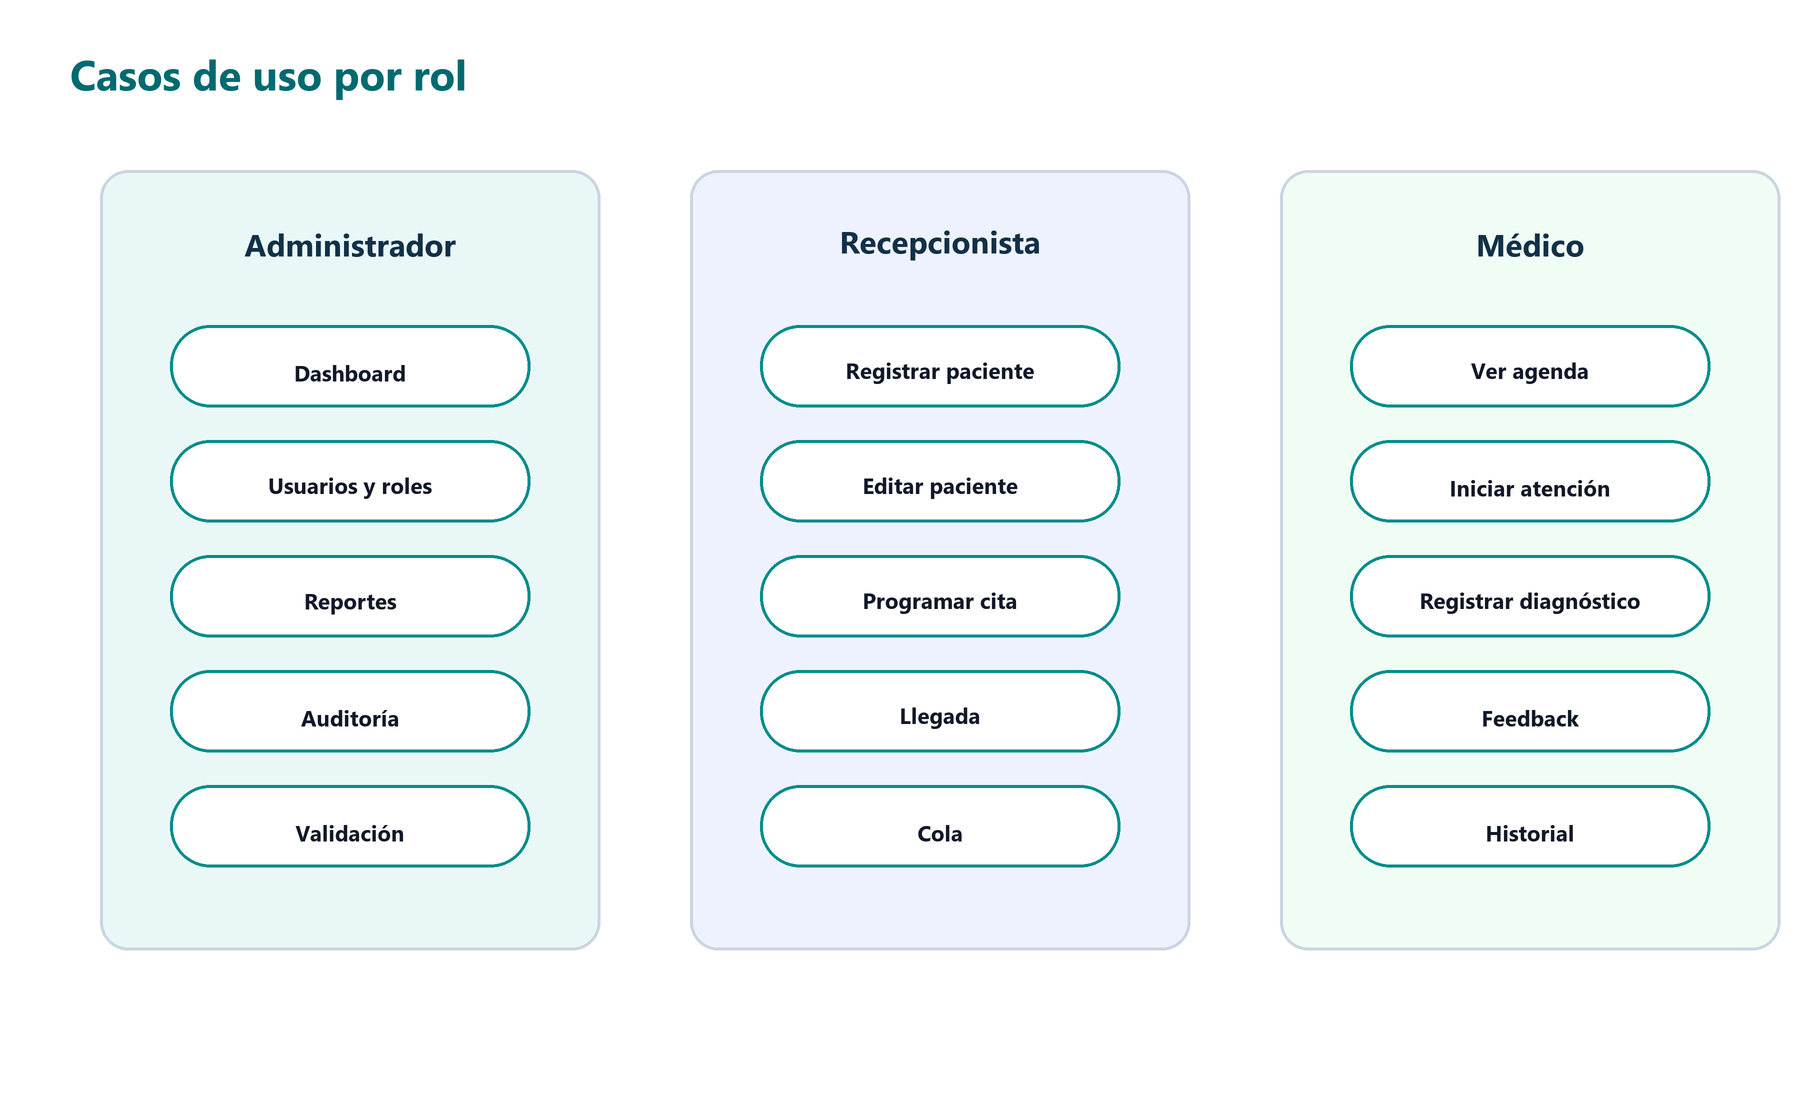 Casos de uso por rol
Administrador
Dashboard
Usuarios y roles
Reportes
Auditoría
Validación
Recepcionista
Registrar paciente
Editar paciente
Programar cita
Llegada
Cola
Médico
Ver agenda
Iniciar atención
Registrar diagnóstico
Feedback
Historial